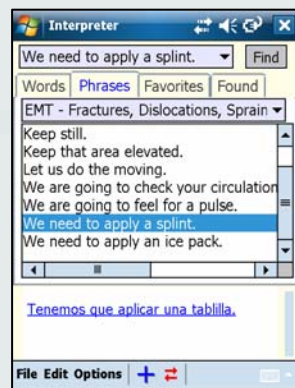 Interpreter
We need to apply a splint.
Find
Words Phrases Favorites Found
EMT - Fractures, Dislocations, Sprain
Keep still.
Keep that area elevated.
Let us do the moving.
We are going to check your circulation
We are going to feel for a pulse.
We need to apply a splint.
We need to apply an ice pack.
Tenemos que aplicar una tablilla.
File Edit Options